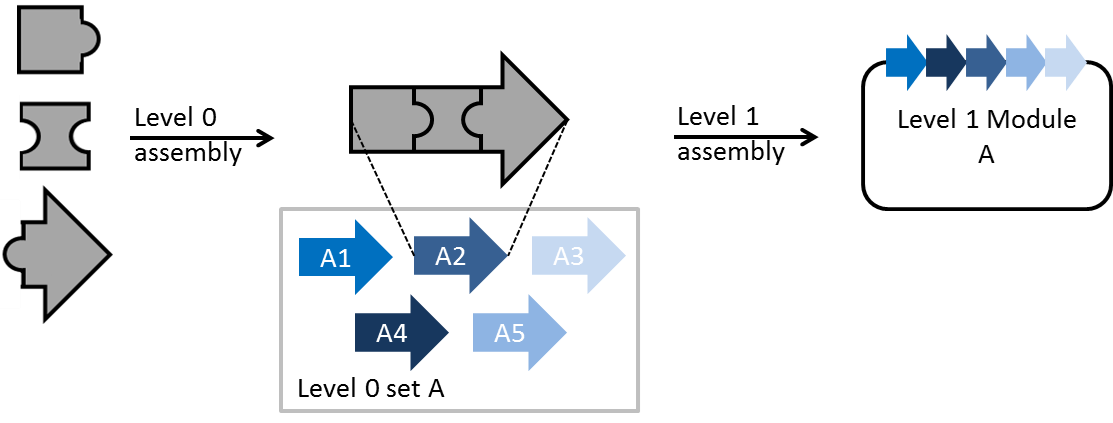 Level 0
assembly
Level 1
assembly
Level 1 Module
A
A1
A2
A3
A4
A5
Level 0 set A